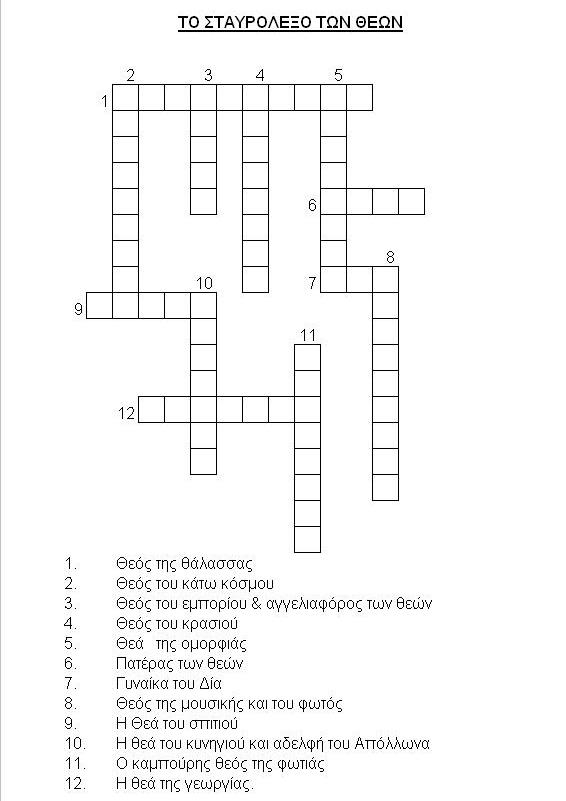 ΤΟ ΣΤΑΥΡΟΛΕΞΟ ΤΩΝ ΘΕΩΝ
2 3 4 5
1
6
8
10 7
9
11
12
1. Θεός της θάλασσας
2. Θεός του κάτω κόσμου
3. Θεός του εμπορίου & αγγελιαφόρος των θεών
4. Θεός του κρασιού
5. Θεά της ομορφιάς
6. Πατέρας των θεών
7. Γυναίκα του Δία
8. Θεός της μουσικής και του φωτός
9. Η Θεά του σπιτιού
10. Η θεά του κυνηγιού και αδελφή του Απόλλωνα
11. Ο καμπούρης θεός της φωτιάς
12. Η θεά της γεωργίας.